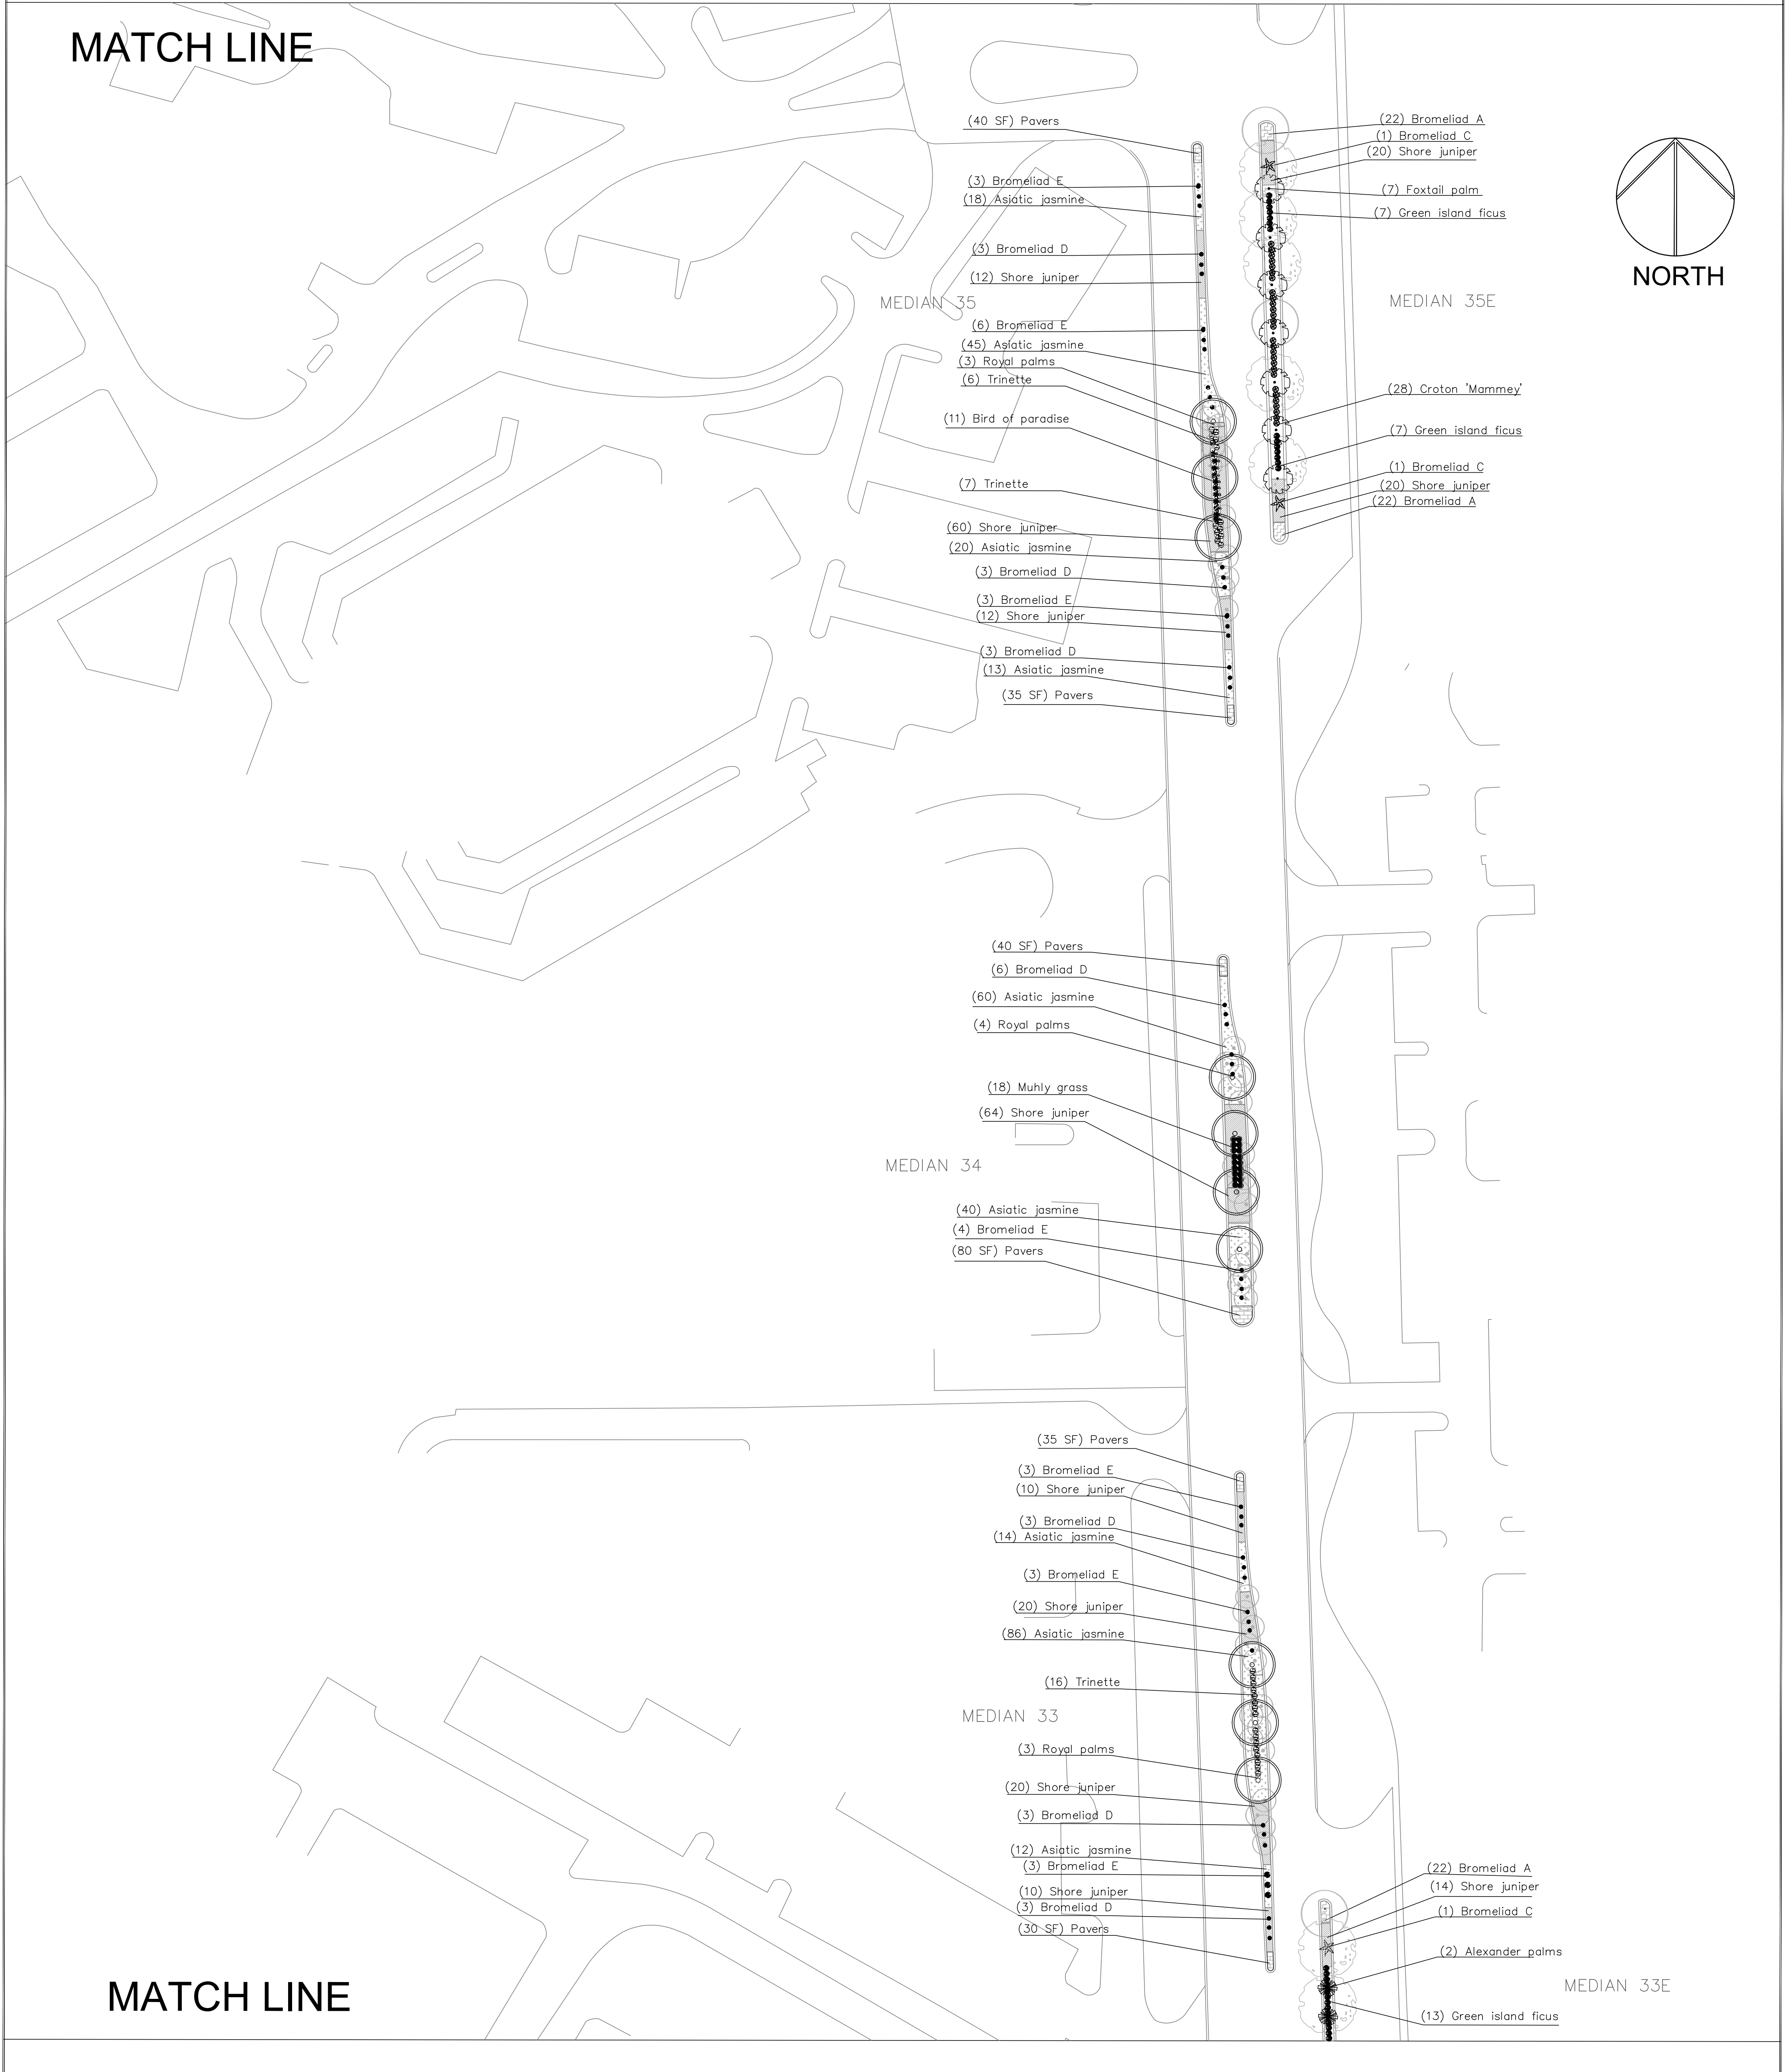 MATCH LINE
NORTH
(40 SF) Pavers
(3) Bromeliad E
(18) Asiatic jasmine
(3) Bromeliad D
(12) Shore juniper
MEDIAN 35
(6) Bromeliad E
(45) Asiatic jasmine
(3) Royal palms
(6) Trinette
(11) Bird of paradise
(7) Trinette
(60) Shore juniper
(20) Asiatic jasmine
(3) Bromeliad D
(3) Bromeliad E
(12) Shore juniper
(3) Bromeliad D
(13) Asiatic jasmine
(35 SF) Pavers
(22) Bromeliad A
(1) Bromeliad C
(20) Shore juniper
(7) Foxtail palm
(7) Green island ficus
MEDIAN 35E
(28) Croton 'Mammey'
(7) Green island ficus
(1) Bromeliad C
(20) Shore juniper
(22) Bromeliad A
(40 SF) Pavers
(6) Bromeliad D
(60) Asiatic jasmine
(4) Royal palms
(18) Muhly grass
(64) Shore juniper
MEDIAN 34
(40) Asiatic jasmine
(4) Bromeliad E
(80 SF) Pavers
(35 SF) Pavers
(3) Bromeliad E
(10) Shore juniper
(3) Bromeliad D
(14) Asiatic jasmine
(3) Bromeliad E
(20) Shore juniper
(86) Asiatic jasmine
(16) Trinette
MEDIAN 33
(3) Royal palms
(20) Shore juniper
(3) Bromeliad D
(12) Asiatic jasmine
(3) Bromeliad E
(10) Shore juniper
(3) Bromeliad D
(30 SF) Pavers
(22) Bromeliad A
(14) Shore juniper
(1) Bromeliad C
(2) Alexander palms
MEDIAN 33E
(13) Green island ficus
MATCH LINE